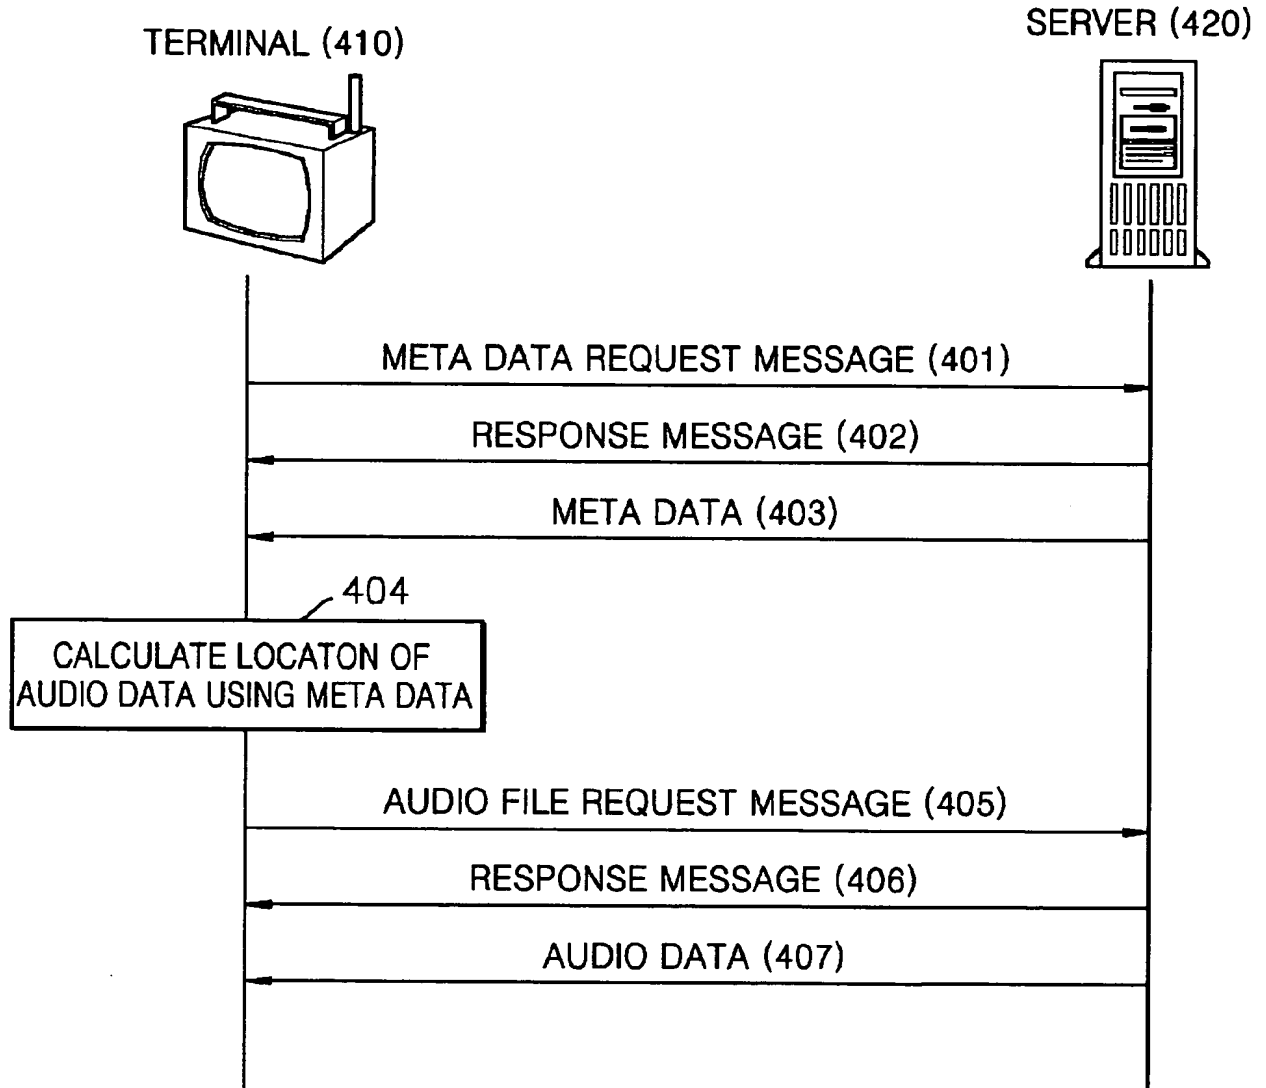 TERMINAL (410)
SERVER (420)
META DATA REQUEST MESSAGE (401)
RESPONSE MESSAGE (402)
META DATA (403)
404
CALCULATE LOCATON OF
AUDIO DATA USING META DATA
AUDIO FILE REQUEST MESSAGE (405)
RESPONSE MESSAGE (406)
AUDIO DATA (407)